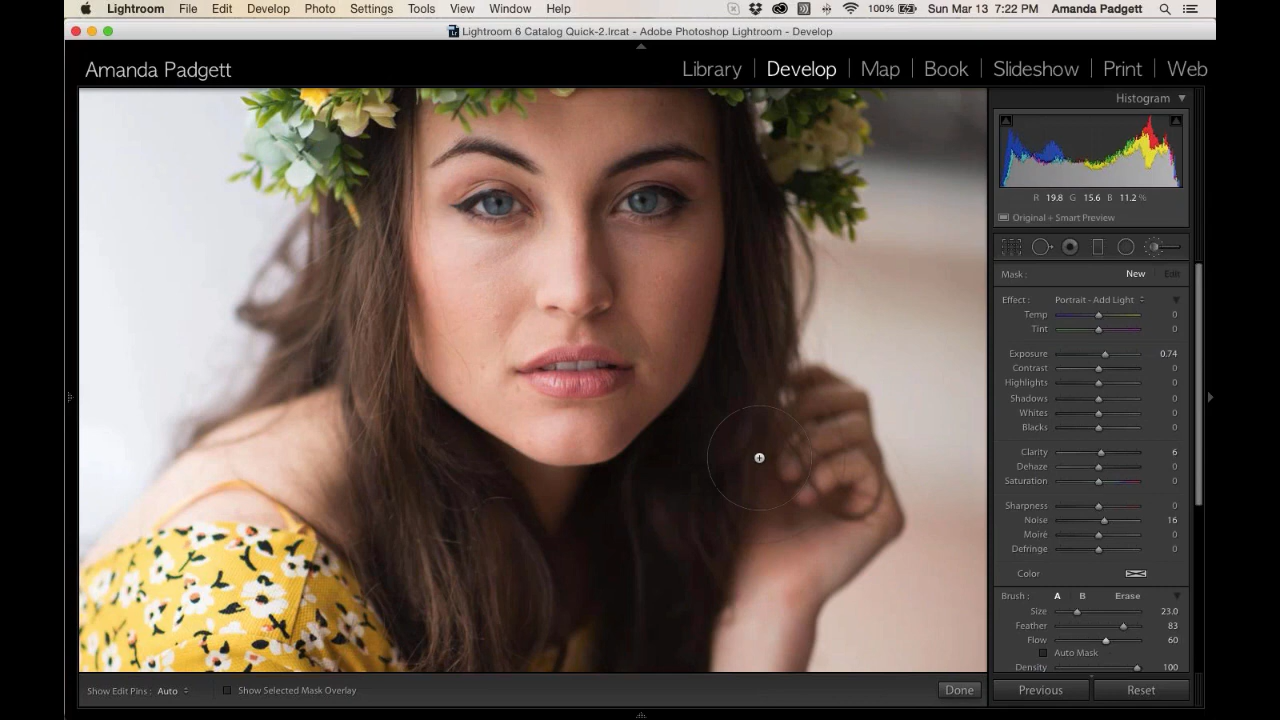 Lightroom File Edit Develop Photo Settings Tools View Window Help 100% Sun Mar 13 7:22 PM Amanda Padgett
Lightroom 6 Catalog Quick-2.lrcat - Adobe Photoshop Lightroom - Develop
Amanda Padgett Library Develop Map Book Slideshow Print Web
Histogram
R 19.8 G 15.6 B 11.2 %
Original + Smart Preview
Mask : New Edit
Effect : Portrait - Add Light
Temp 0
Tint 0
Exposure 0.74
Contrast 0
Highlights 0
Shadows 0
Whites 0
Blacks 0
Clarity 6
Dehaze 0
Saturation 0
Sharpness 0
Noise 16
Moiré 0
Defringe 0
Color
Brush : A B Erase
Size 23.0
Feather 83
Flow 60
Auto Mask
Density 100
Show Edit Pins : Auto Show Selected Mask Overlay Done Previous Reset